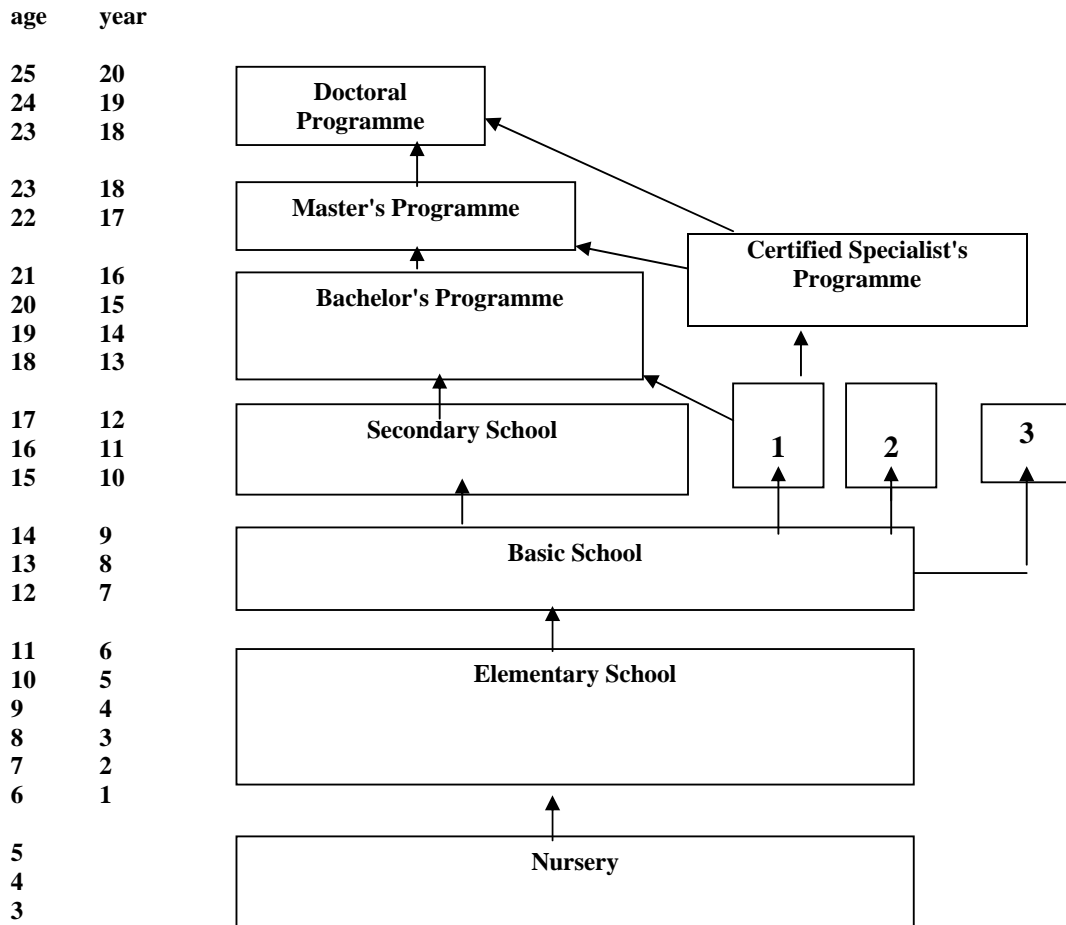 age year
25 20
24 19
23 18
Doctoral
Programme
23 18
22 17
Master's Programme
Certified Specialist's
Programme
21 16
20 15
19 14
18 13
Bachelor's Programme
17 12
16 11
15 10
Secondary School
1
2
3
14 9
13 8
12 7
Basic School
11 6
10 5
9 4
8 3
7 2
6 1
Elementary School
5
4
3
Nursery